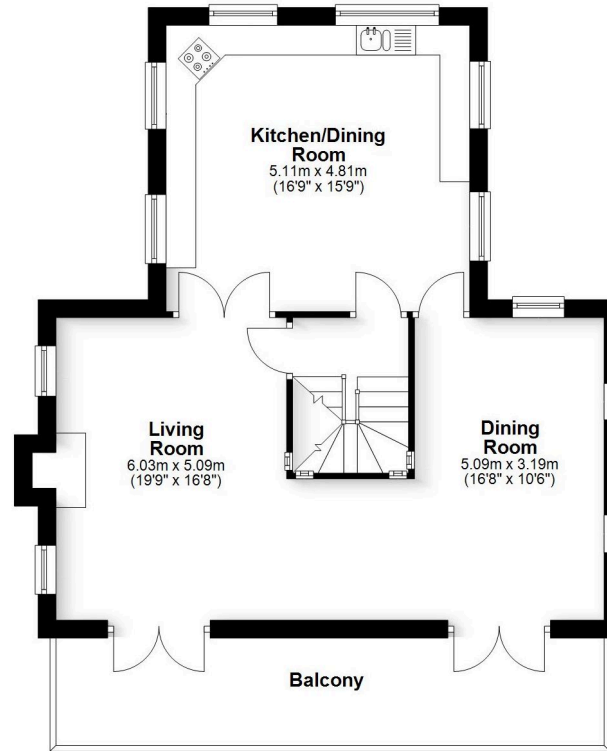 Kitchen/Dining
Room
5.11m x 4.81m
(16'9" x 15'9")
Living
Room
6.03m x 5.09m
(19'9" x 16'8")
Dining
Room
5.09m x 3.19m
(16'8" x 10'6")
Balcony